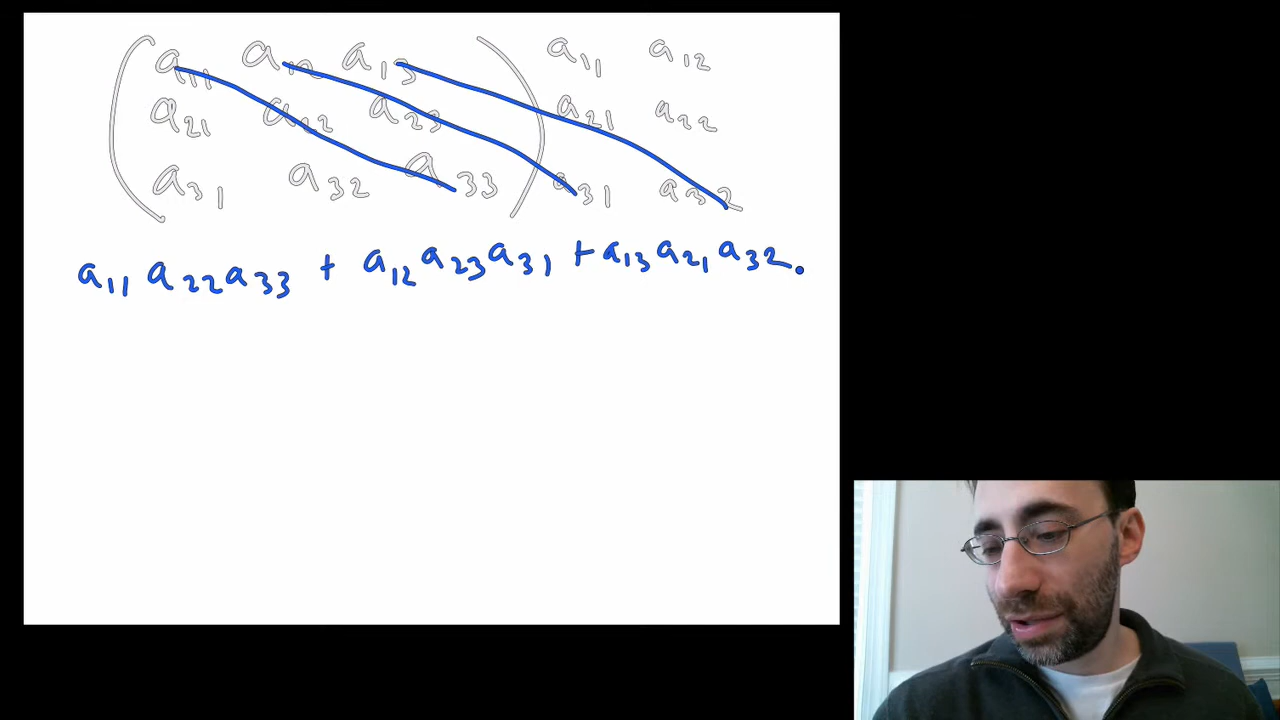 ( a₁₁ a₁₂ a₁₃ ) a₁₁ a₁₂
a₂₁ a₂₂ a₂₃ a₂₁ a₂₂
a₃₁ a₃₂ a₃₃ a₃₁ a₃₂
a₁₁ a₂₂ a₃₃ + a₁₂ a₂₃ a₃₁ + a₁₃ a₂₁ a₃₂.